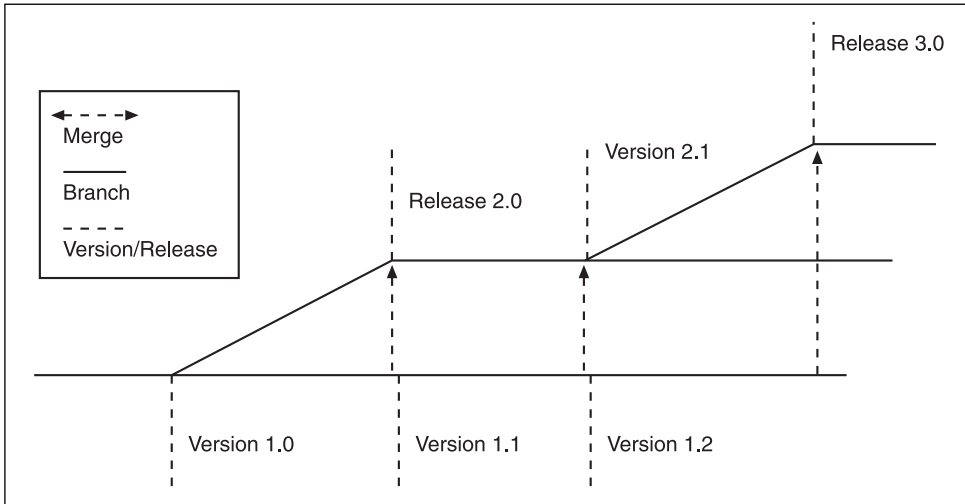 Release 3.0
Merge
Branch
Version/Release
Version 2.1
Release 2.0
Version 1.0
Version 1.1
Version 1.2